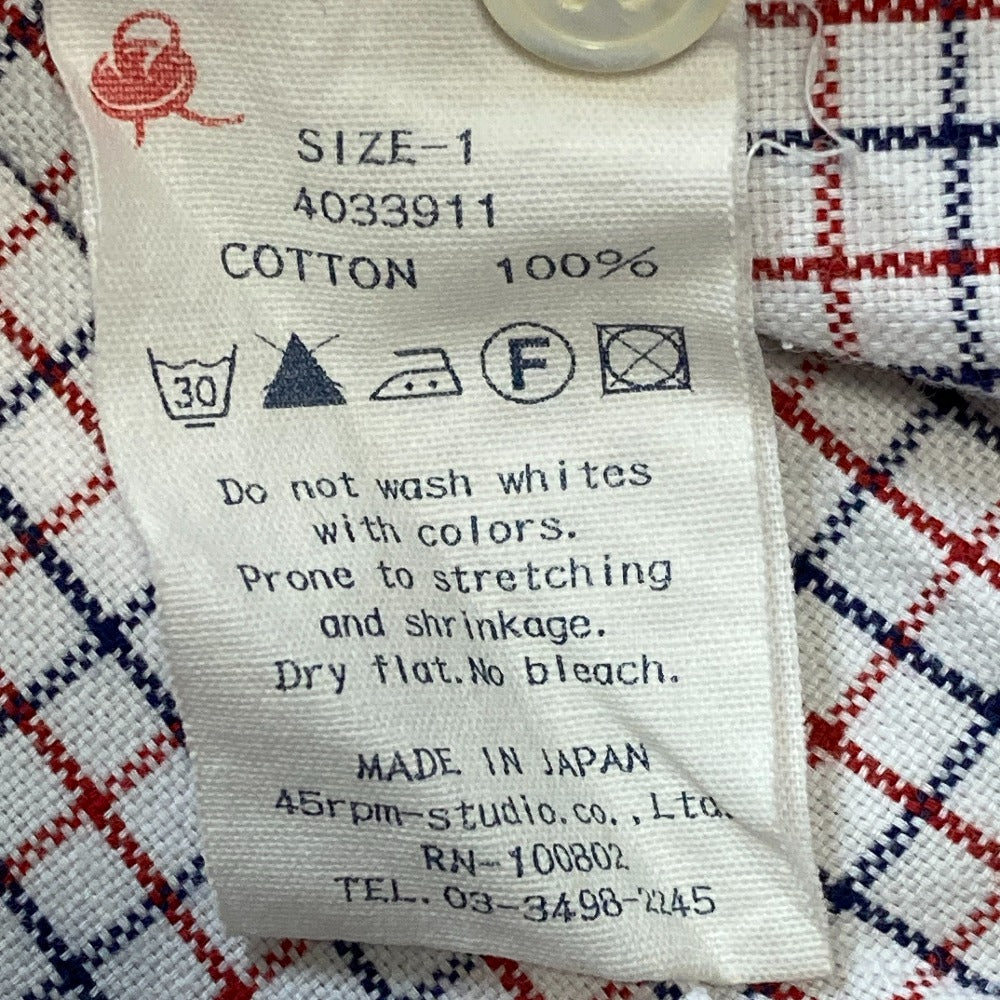 SIZE-1
4033911
COTTON 100%
30 F
Do not wash whites
with colors.
Prone to stretching
and shrinkage.
Dry flat.No bleach.
MADE IN JAPAN
45rpm-studio.co.,Ltd.
RN-100802
TEL. 03-3498-2245